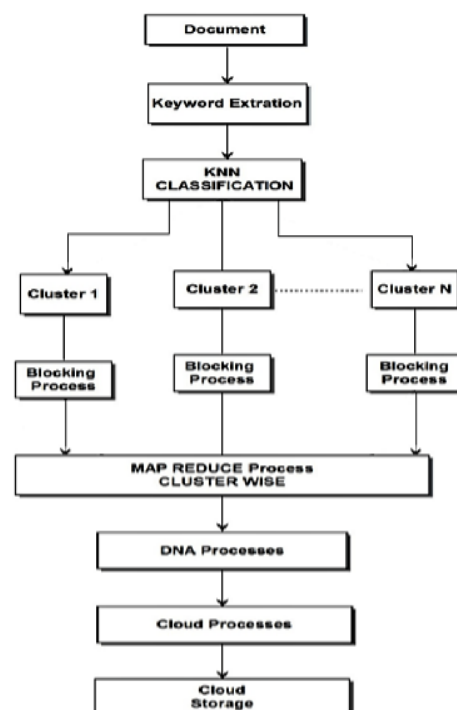 Document
Keyword Extration
KNN
CLASSIFICATION
Cluster 1
Cluster 2
Cluster N
Blocking
Process
Blocking
Process
Blocking
Process
MAP REDUCE Process
CLUSTER WISE
DNA Processes
Cloud Processes
Cloud
Storage